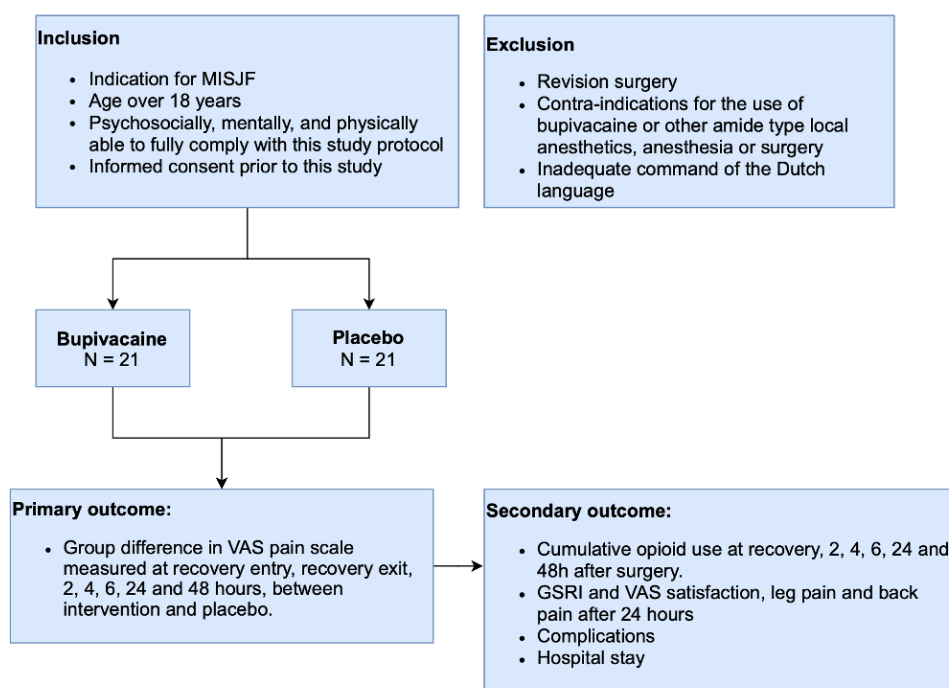 Inclusion
• Indication for MISJF
• Age over 18 years
• Psychosocially, mentally, and physically
able to fully comply with this study protocol
• Informed consent prior to this study
Exclusion
• Revision surgery
• Contra-indications for the use of
bupivacaine or other amide type local
anesthetics, anesthesia or surgery
• Inadequate command of the Dutch
language
Bupivacaine
N = 21
Placebo
N = 21
Primary outcome:
• Group difference in VAS pain scale
measured at recovery entry, recovery exit,
2, 4, 6, 24 and 48 hours, between
intervention and placebo.
Secondary outcome:
• Cumulative opioid use at recovery, 2, 4, 6, 24 and
48h after surgery.
• GSRI and VAS satisfaction, leg pain and back
pain after 24 hours
• Complications
• Hospital stay